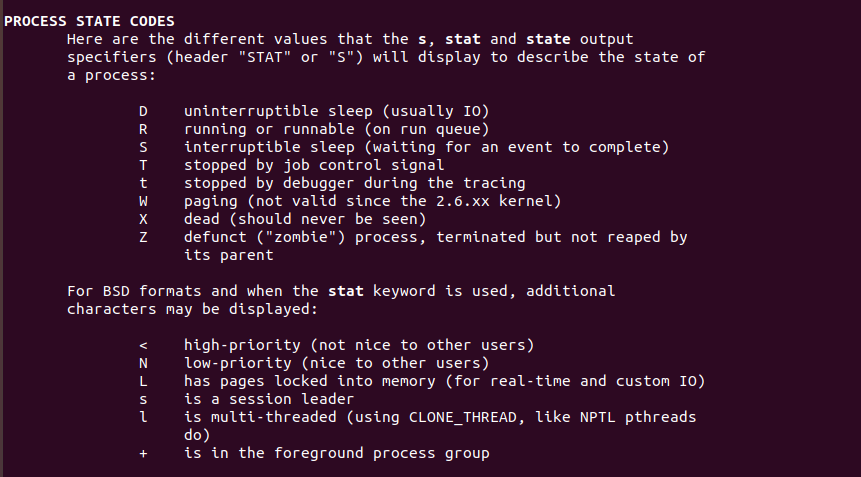 PROCESS STATE CODES
Here are the different values that the s, stat and state output
specifiers (header "STAT" or "S") will display to describe the state of
a process:
D uninterruptible sleep (usually IO)
R running or runnable (on run queue)
S interruptible sleep (waiting for an event to complete)
T stopped by job control signal
t stopped by debugger during the tracing
W paging (not valid since the 2.6.xx kernel)
X dead (should never be seen)
Z defunct ("zombie") process, terminated but not reaped by
its parent
For BSD formats and when the stat keyword is used, additional
characters may be displayed:
< high-priority (not nice to other users)
N low-priority (nice to other users)
L has pages locked into memory (for real-time and custom IO)
s is a session leader
l is multi-threaded (using CLONE_THREAD, like NPTL pthreads
do)
+ is in the foreground process group